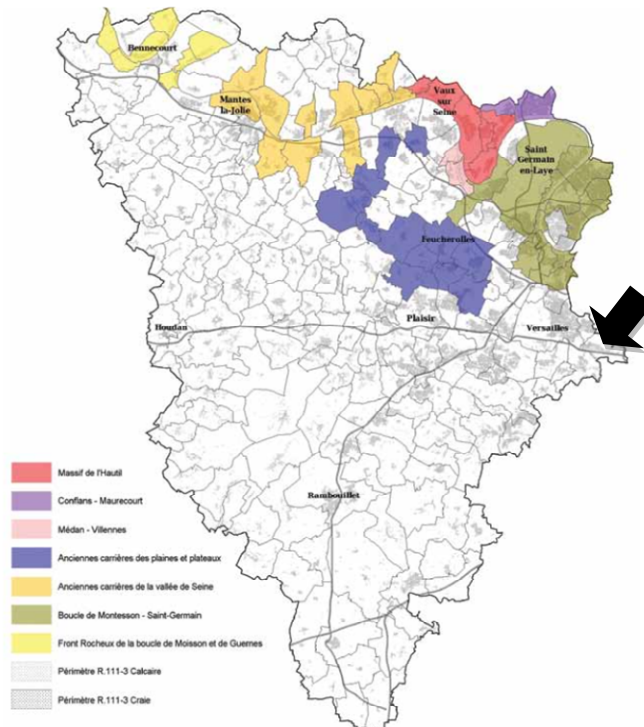 Bennecourt
Mantes
la-Jolie
Vaux
sur
Seine
Saint
Germain
en-Laye
Feucherolles
Plaisir
Versailles
Houdan
Rambouillet
Massif de l'Hautil
Conflans - Maurecourt
Médan - Villennes
Anciennes carrières des plaines et plateaux
Anciennes carrières de la vallée de Seine
Boucle de Montesson - Saint-Germain
Front Rocheux de la boucle de Moisson et de Guernes
Périmètre R.111-3 Calcaire
Périmètre R.111-3 Craie